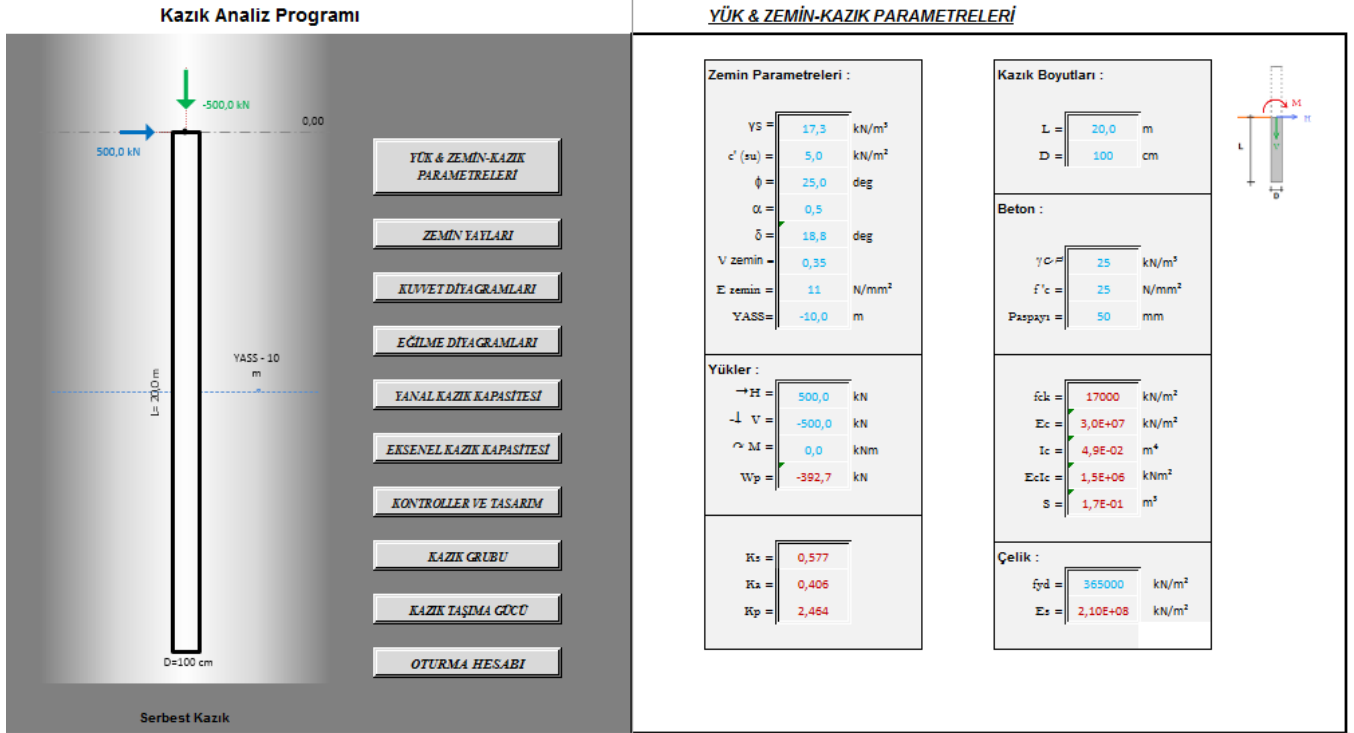 Kazık Analiz Programı
-500,0 kN
0,00
500,0 kN
YASS - 10
m
L= 20,0 m
D=100 cm
Serbest Kazık
YÜK & ZEMİN-KAZIK
PARAMETRELERİ
ZEMİN YAYLARI
KUVVET DİYAGRAMLARI
EĞİLME DİYAGRAMLARI
YANAL KAZIK KAPASİTESİ
EKSENEL KAZIK KAPASİTESİ
KONTROLLER VE TASARIM
KAZIK GRUBU
KAZIK TAŞIMA GÜCÜ
OTURMA HESABI
YÜK & ZEMİN-KAZIK PARAMETRELERİ
Zemin Parametreleri :
γS = 17,3 kN/m³
c' (su) = 5,0 kN/m²
ϕ = 25,0 deg
α = 0,5
δ = 18,8 deg
V zemin = 0,35
E zemin = 11 N/mm²
YASS= -10,0 m
Yükler :
→H = 500,0 kN
-↓ V = -500,0 kN
↷ M = 0,0 kNm
Wp = -392,7 kN
Ks = 0,577
Ka = 0,406
Kp = 2,464
Kazık Boyutları :
L = 20,0 m
D = 100 cm
Beton :
γc = 25 kN/m³
f'c = 25 N/mm²
Paspayı = 50 mm
fck = 17000 kN/m²
Ec = 3,0E+07 kN/m²
Ic = 4,9E-02 m⁴
EcIc = 1,5E+06 kNm²
S = 1,7E-01 m³
Çelik :
fyd = 365000 kN/m²
Es = 2,10E+08 kN/m²
M
H
V
L
D